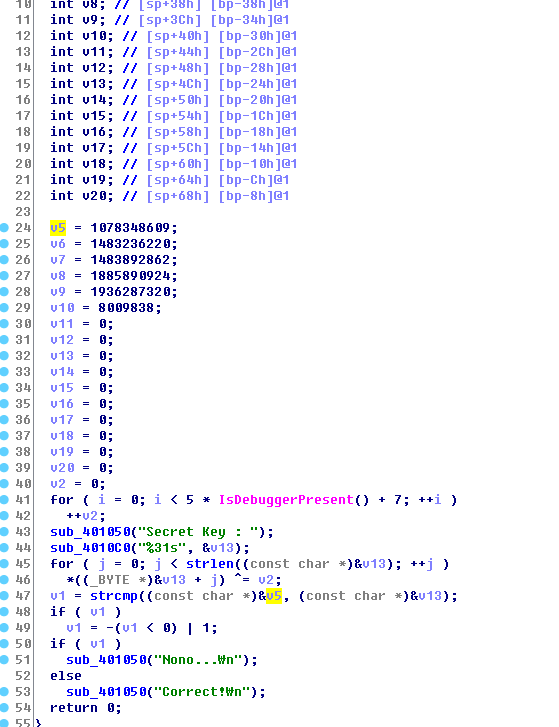 10 int v8; // [sp+38h] [bp-38h]@1
11 int v9; // [sp+3Ch] [bp-34h]@1
12 int v10; // [sp+40h] [bp-30h]@1
13 int v11; // [sp+44h] [bp-2Ch]@1
14 int v12; // [sp+48h] [bp-28h]@1
15 int v13; // [sp+4Ch] [bp-24h]@1
16 int v14; // [sp+50h] [bp-20h]@1
17 int v15; // [sp+54h] [bp-1Ch]@1
18 int v16; // [sp+58h] [bp-18h]@1
19 int v17; // [sp+5Ch] [bp-14h]@1
20 int v18; // [sp+60h] [bp-10h]@1
21 int v19; // [sp+64h] [bp-Ch]@1
22 int v20; // [sp+68h] [bp-8h]@1
23
24 v5 = 1078348609;
25 v6 = 1483236220;
26 v7 = 1483892862;
27 v8 = 1885890924;
28 v9 = 1936287320;
29 v10 = 8009838;
30 v11 = 0;
31 v12 = 0;
32 v13 = 0;
33 v14 = 0;
34 v15 = 0;
35 v16 = 0;
36 v17 = 0;
37 v18 = 0;
38 v19 = 0;
39 v20 = 0;
40 v2 = 0;
41 for ( i = 0; i < 5 * IsDebuggerPresent() + 7; ++i )
42 ++v2;
43 sub_401050("Secret Key : ");
44 sub_4010C0("%31s", &v13);
45 for ( j = 0; j < strlen((const char *)&v13); ++j )
46 *((_BYTE *)&v13 + j) ^= v2;
47 v1 = strcmp((const char *)&v5, (const char *)&v13);
48 if ( v1 )
49 v1 = -(v1 < 0) | 1;
50 if ( v1 )
51 sub_401050("Nono...₩n");
52 else
53 sub_401050("Correct!₩n");
54 return 0;
55 }